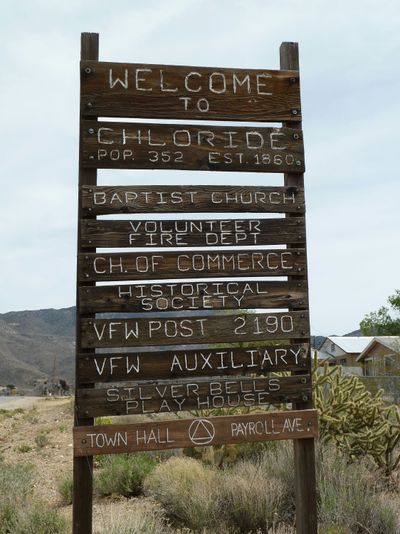 WELCOME
TO
CHLORIDE
POP. 352 EST. 1860
BAPTIST CHURCH
VOLUNTEER
FIRE DEPT
CH. OF COMMERCE
HISTORICAL
SOCIETY
VFW POST 2190
VFW AUXILIARY
SILVER BELLS
PLAY HOUSE
TOWN HALL PAYROLL AVE.